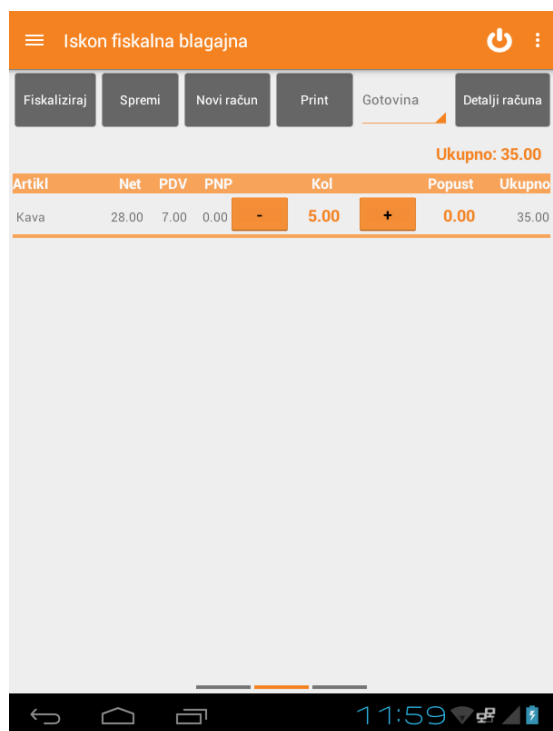 Iskon fiskalna blagajna
Fiskaliziraj Spremi Novi račun Print Gotovina Detalji računa
Ukupno: 35.00
Artikl Net PDV PNP Kol Popust Ukupno
Kava 28.00 7.00 0.00 - 5.00 + 0.00 35.00
11:59